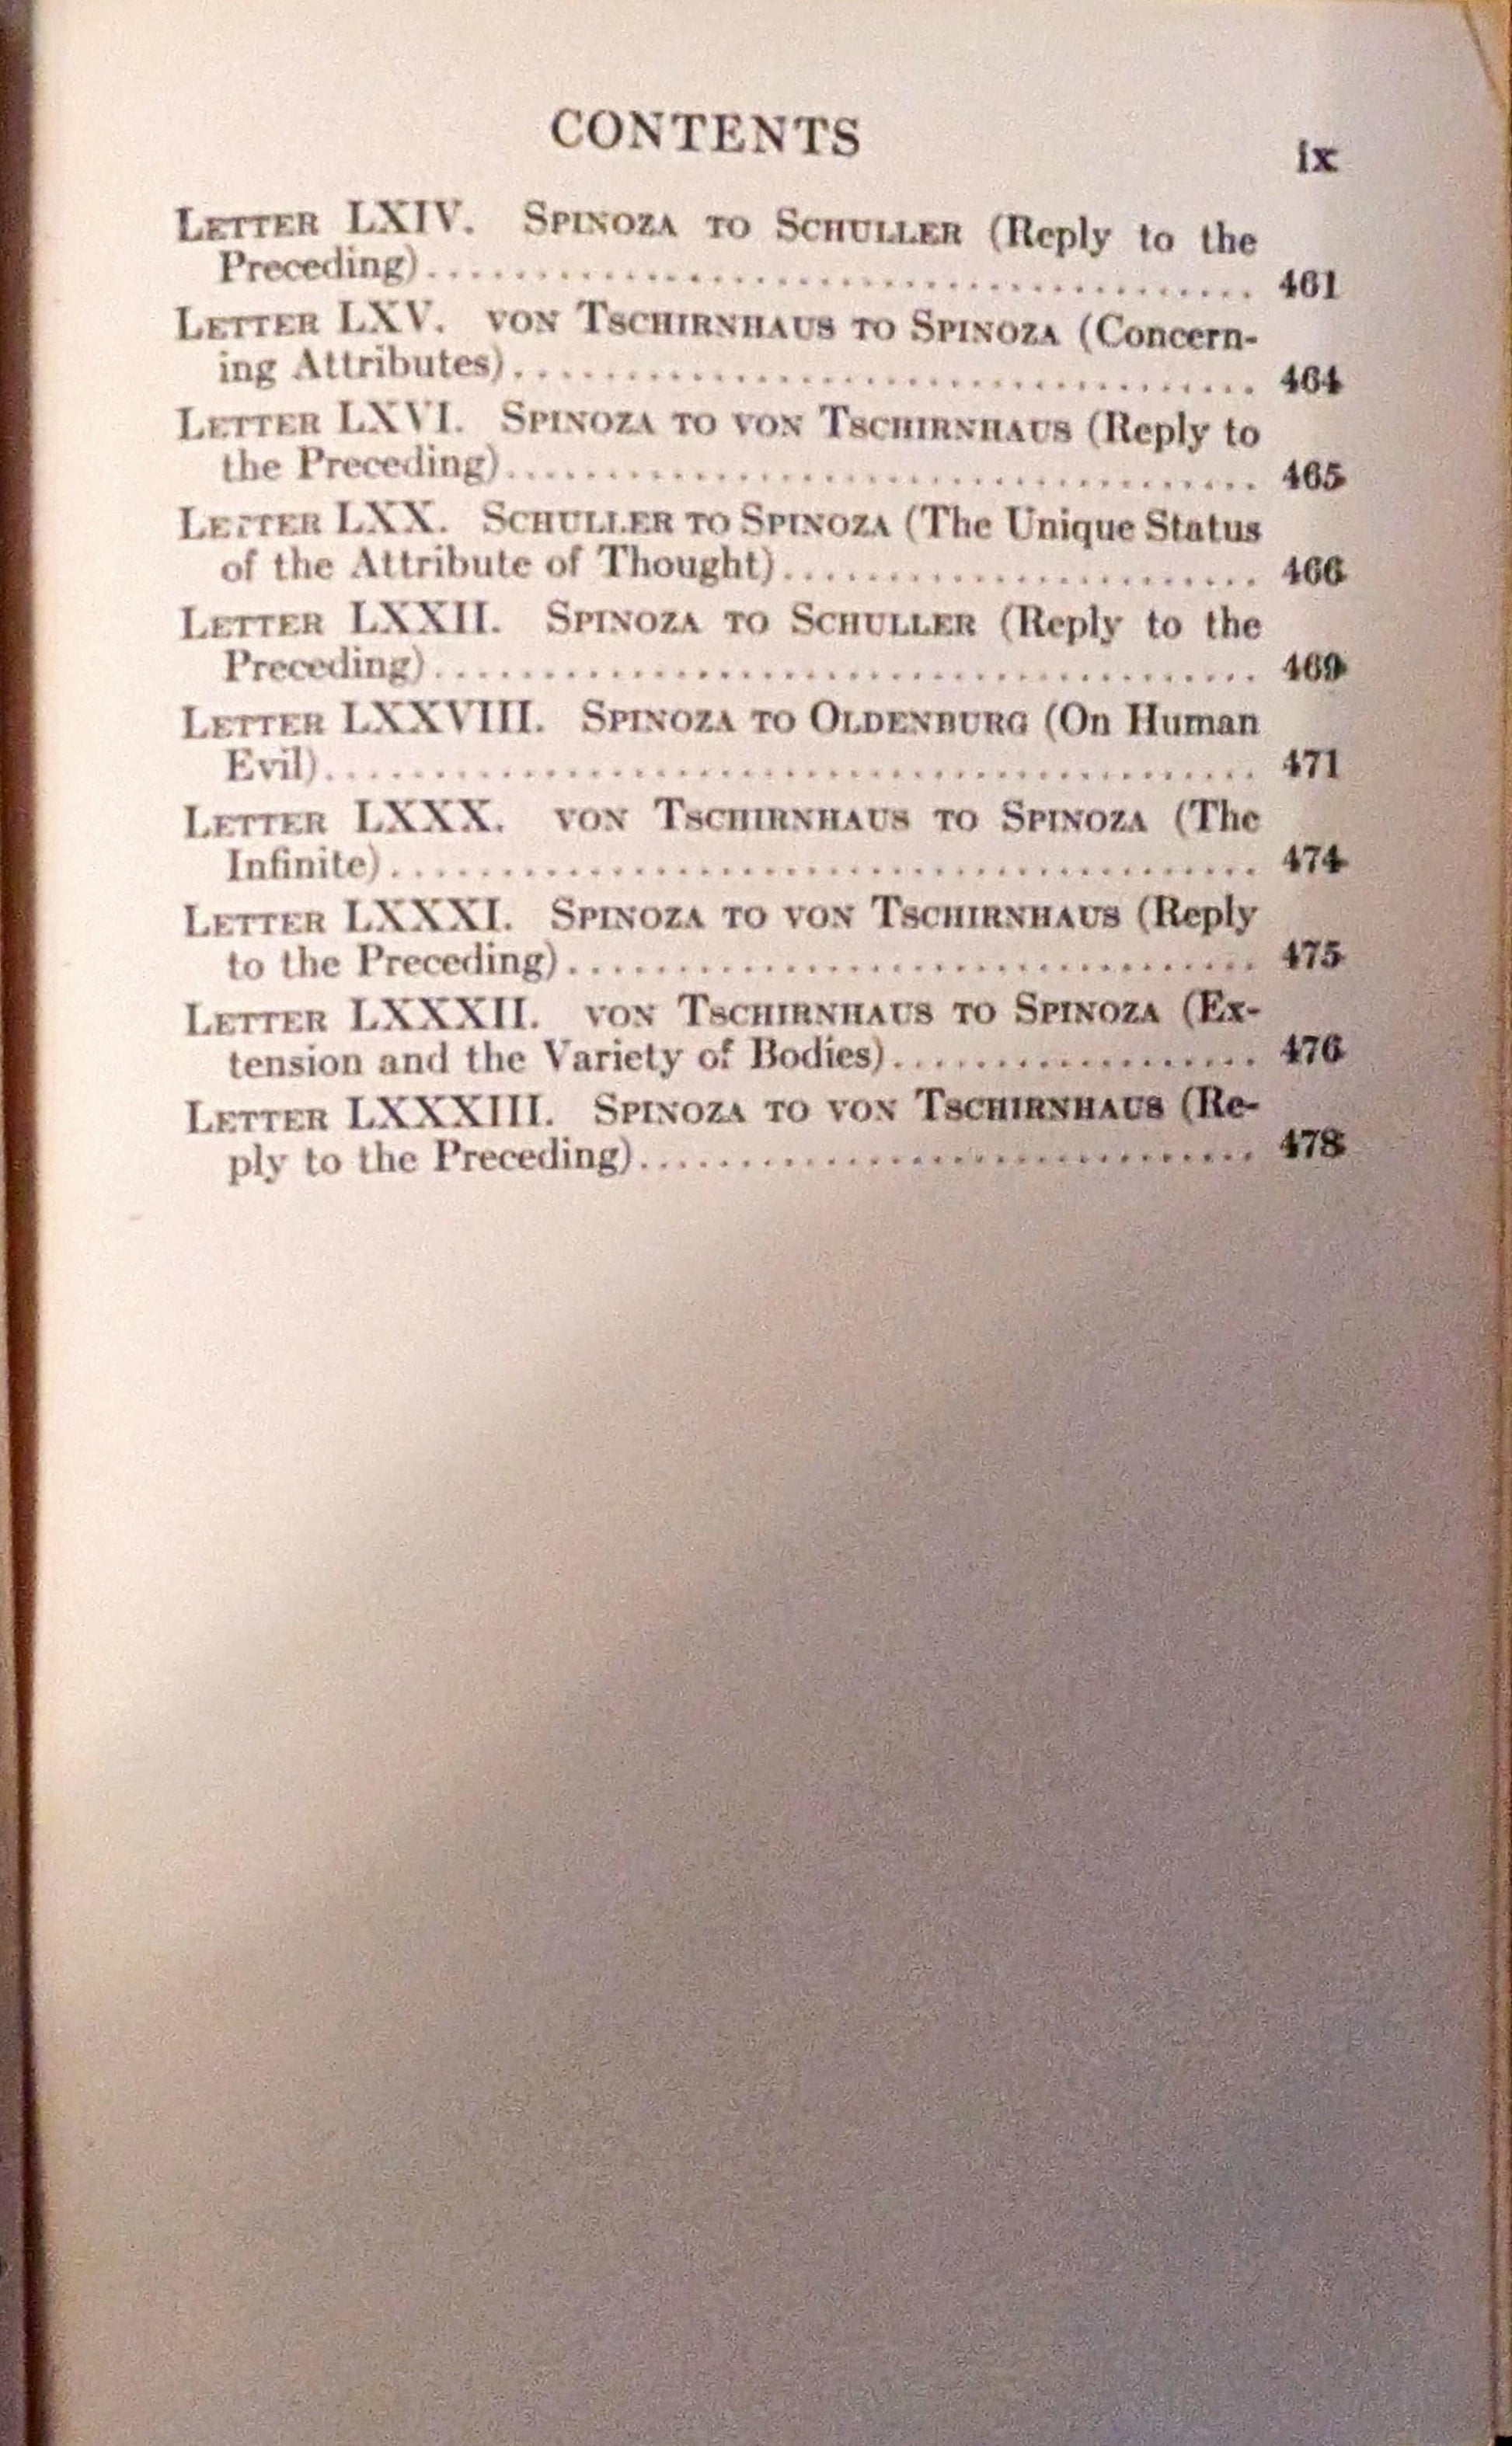 CONTENTS
ix
LETTER LXIV. SPINOZA TO SCHULLER (Reply to the
Preceding)........................................ 461
LETTER LXV. VON TSCHIRNHAUS TO SPINOZA (Concern-
ing Attributes).................................... 464
LETTER LXVI. SPINOZA TO VON TSCHIRNHAUS (Reply to
the Preceding).................................... 465
LETTER LXX. SCHULLER TO SPINOZA (The Unique Status
of the Attribute of Thought)........................ 466
LETTER LXXII. SPINOZA TO SCHULLER (Reply to the
Preceding)........................................ 469
LETTER LXXVIII. SPINOZA TO OLDENBURG (On Human
Evil)............................................. 471
LETTER LXXX. VON TSCHIRNHAUS TO SPINOZA (The
Infinite).......................................... 474
LETTER LXXXI. SPINOZA TO VON TSCHIRNHAUS (Reply
to the Preceding).................................. 475
LETTER LXXXII. VON TSCHIRNHAUS TO SPINOZA (Ex-
tension and the Variety of Bodies).................. 476
LETTER LXXXIII. SPINOZA TO VON TSCHIRNHAUS (Re-
ply to the Preceding).............................. 478